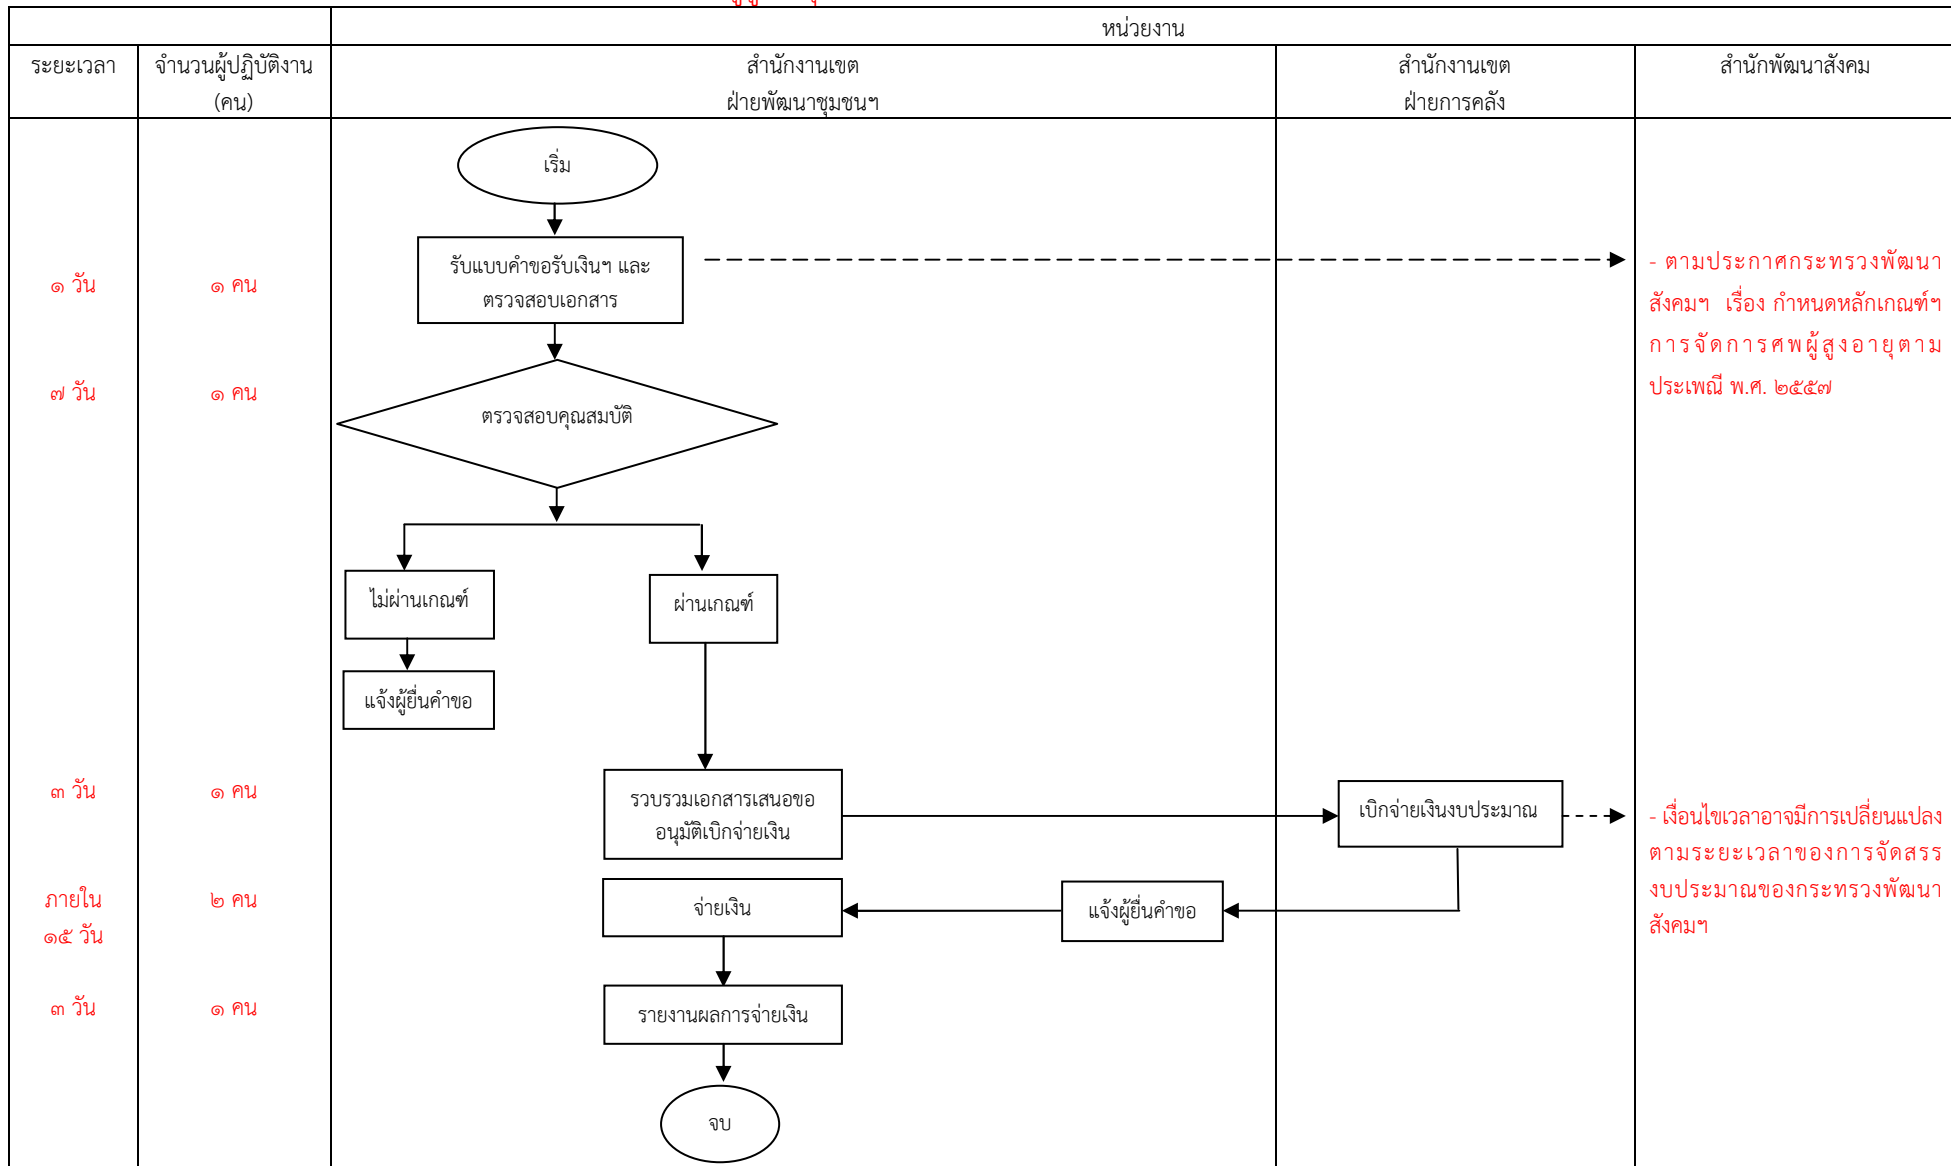 หน่วยงาน
ระยะเวลา
จำนวนผู้ปฏิบัติงาน
(คน)
สำนักงานเขต
ฝ่ายพัฒนาชุมชนฯ
สำนักงานเขต
ฝ่ายการคลัง
สำนักพัฒนาสังคม
เริ่ม
๑ วัน
๑ คน
รับแบบคำขอรับเงินฯ และ
ตรวจสอบเอกสาร
- ตามประกาศกระทรวงพัฒนา
สังคมฯ เรื่อง กำหนดหลักเกณฑ์ฯ
การจัดการศพผู้สูงอายุตาม
ประเพณี พ.ศ. ๒๕๕๗
๗ วัน
๑ คน
ตรวจสอบคุณสมบัติ
ไม่ผ่านเกณฑ์
ผ่านเกณฑ์
แจ้งผู้ยื่นคำขอ
๓ วัน
๑ คน
รวบรวมเอกสารเสนอขอ
อนุมัติเบิกจ่ายเงิน
เบิกจ่ายเงินงบประมาณ
- เงื่อนไขเวลาอาจมีการเปลี่ยนแปลง
ตามระยะเวลาของการจัดสรร
งบประมาณของกระทรวงพัฒนา
สังคมฯ
ภายใน
๑๕ วัน
๒ คน
จ่ายเงิน
แจ้งผู้ยื่นคำขอ
๓ วัน
๑ คน
รายงานผลการจ่ายเงิน
จบ